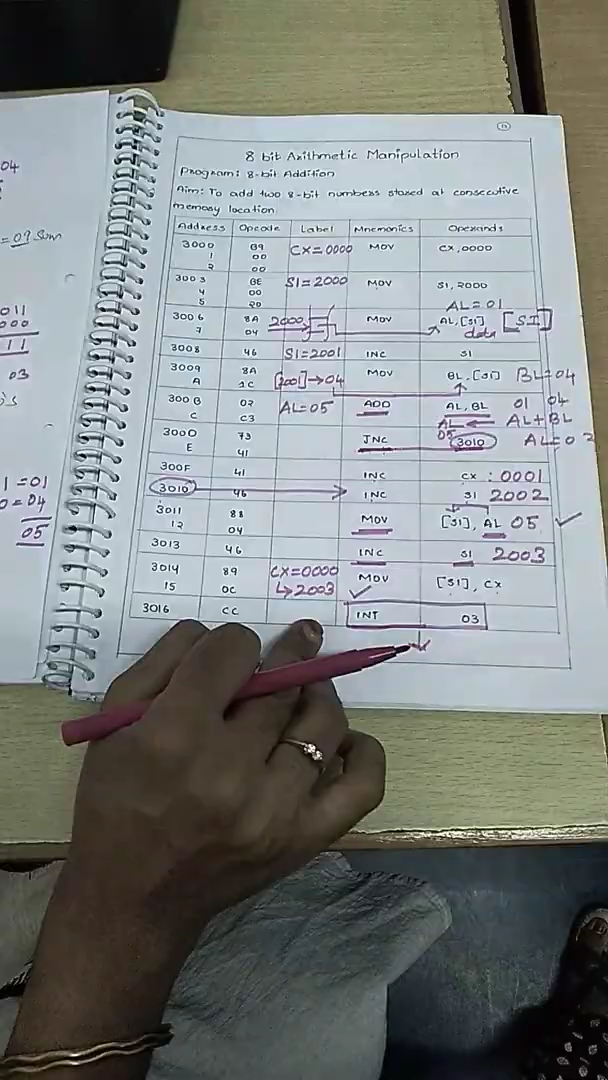 8 bit Arithmetic Manipulation
Program: 8-bit Addition
Aim: To add two 8-bit numbers stored at consecutive
memory location
Address Opcode Label Mnemonics Operands
3000 B9 CX=0000 MOV CX,0000
1 00
2 00
3003 BE SI=2000 MOV SI, 2000
4 00
5 20 AL=01
3006 8A 2000 MOV AL,[SI] [SI]
7 04 data
3008 46 SI=2001 INC SI
3009 8A MOV BL,[SI] BL=04
A 1C [2001]→04
300B 02 AL=05 ADD AL, BL 01 04
C C3 AL ← AL+BL
05
300D 73 JNC 3010 AL=0
E 41
300F 41 INC CX : 0001
3010 46 INC SI 2002
3011 88 MOV [SI], AL 05 ✓
12 04
3013 46 INC SI 2003
3014 89 CX=0000 MOV [SI], CX
15 0C ↳2003 ✓
3016 CC INT 03
04
=09 Sum
011
000
11
03
1 =01
0=04
05